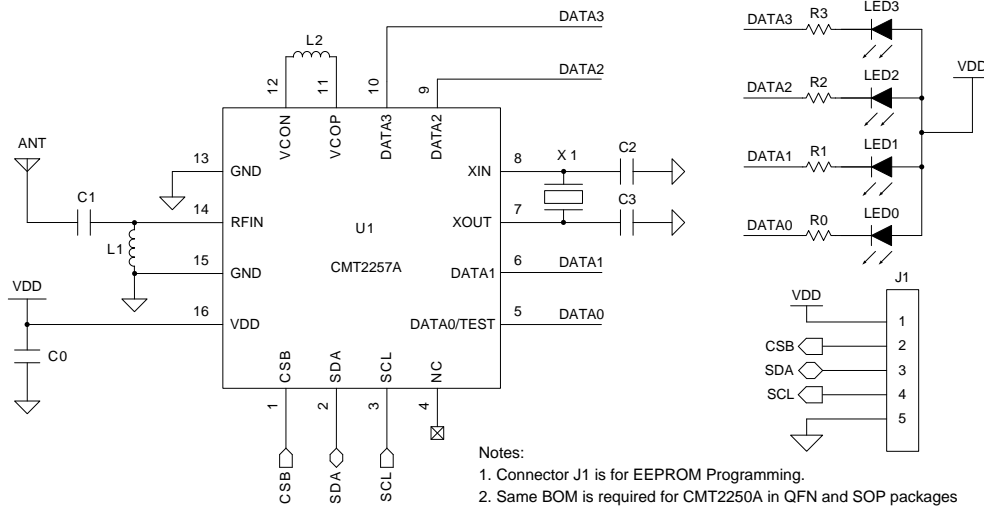 LED3
DATA3
R3
L2
DATA3
DATA2
VDD
LED2
DATA2
R2
12
11
10
9
VCON
VCOP
DATA3
DATA2
ANT
LED1
DATA1
R1
13
GND
XIN
8
X 1
C2
C1
14
RFIN
XOUT
7
C3
LED0
DATA0
R0
U1
L1
15
GND
CMT2257A
DATA1
6
DATA1
J1
VDD
16
VDD
DATA0/TEST
5
DATA0
VDD
1
C0
CSB
2
CSB
SDA
SCL
NC
SDA
3
SCL
4
1
2
3
4
5
CSB
SDA
SCL
Notes:
1. Connector J1 is for EEPROM Programming.
2. Same BOM is required for CMT2250A in QFN and SOP packages